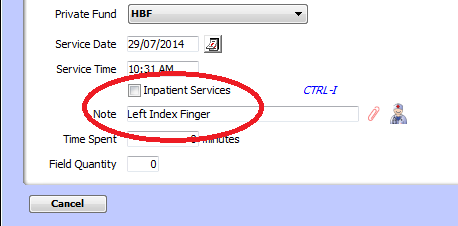 Private Fund HBF
Service Date 29/07/2014
Service Time 10:31 AM
Inpatient Services CTRL-I
Note Left Index Finger
Time Spent 0 minutes
Field Quantity 0
Cancel